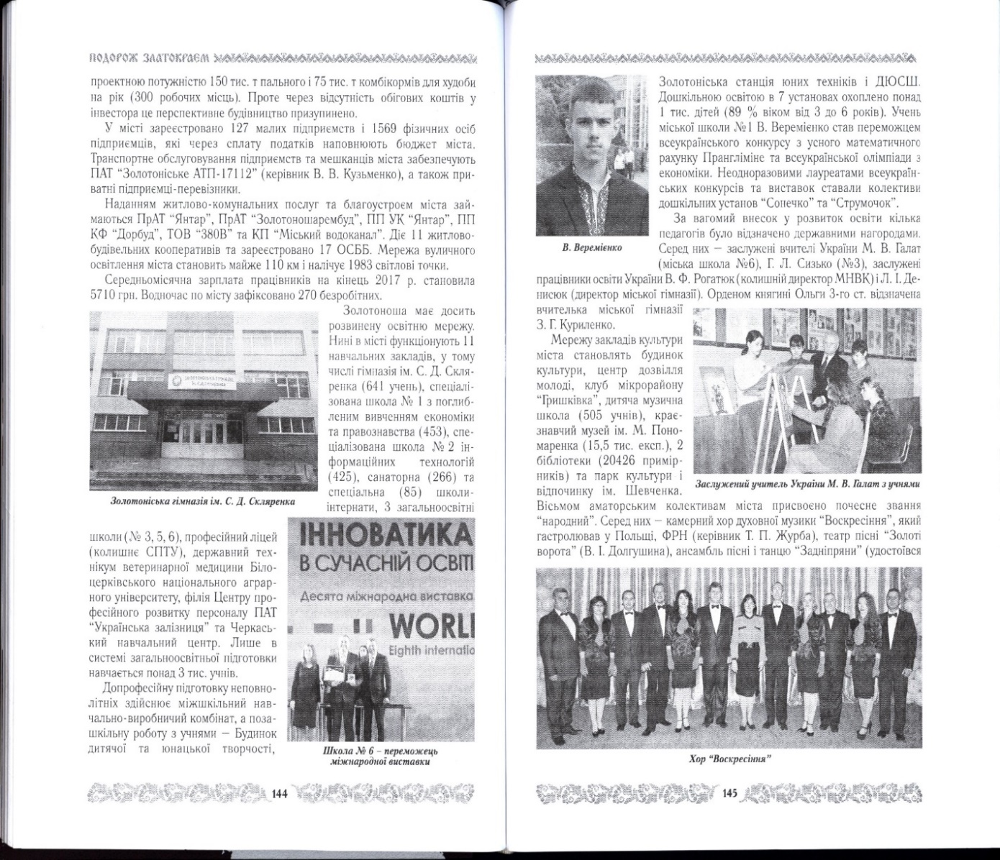 ПОДОРОЖ ЗЛАТОКРАЄМ
проектною потужністю 150 тис. т пального і 75 тис. т комбікормів для худоби
на рік (300 робочих місць). Проте через відсутність обігових коштів у
інвестора це перспективне будівництво призупинено.
У місті зареєстровано 127 малих підприємств і 1569 фізичних осіб
підприємців, які через сплату податків наповнюють бюджет міста.
Транспортне обслуговування підприємств та мешканців міста забезпечують
ПАТ “Золотоніське АТП-17112” (керівник В. В. Кузьменко), а також при-
ватні підприємці-перевізники.
Наданням житлово-комунальних послуг та благоустроєм міста зай-
маються ПрАТ “Янтар”, ПрАТ “Золотоношарембуд”, ПП УК “Янтар”, ПП
КФ “Дорбуд”, ТОВ “ЗЕОВ” та КП “Міський водоканал”. Діє 11 житлово-
будівельних кооперативів та зареєстровано 17 ОСББ. Мережа вуличного
освітлення міста становить майже 110 км і налічує 1983 світлові точки.
Середньомісячна зарплата працівників на кінець 2017 р. становила
5710 грн. Водночас по місту зафіксовано 270 безробітних.
Золотоноша має досить
розвинену освітню мережу.
Нині в місті функціонують 11
навчальних закладів, у тому
числі гімназія ім. С. Д. Скля-
ренка (641 учень), спеціалі-
зована школа № 1 з поглиб-
леним вивченням економіки
та правознавства (453), спе-
ціалізована школа № 2 ін-
формаційних технологій
(425), санаторна (266) та
спеціальна (85) школи-
інтернати, 3 загальноосвітні
Золотоніська гімназія ім. С. Д. Скляренка
школи (№ 3, 5, 6), професійний ліцей
(колишнє СПТУ), державний тех-
нікум ветеринарної медицини Біло-
церківського національного аграр-
ного університету, філія Центру про-
фесійного розвитку персоналу ПАТ
“Українська залізниця” та Черкась-
кий навчальний центр. Лише в
системі загальноосвітньої підготовки
навчається понад 3 тис. учнів.
Допрофесійну підготовку неповно-
літніх здійснює міжшкільний нав-
чально-виробничий комбінат, а поза-
шкільну роботу з учнями – Будинок
дитячої та юнацької творчості,
ІННОВАТИКА
В СУЧАСНІЙ ОСВІТІ
Десята міжнародна виставка
WORL
Eighth internatio
Школа № 6 – переможець
міжнародної виставки
144
Золотоніська станція юних техніків і ДЮСШ.
Дошкільною освітою в 7 установах охоплено понад
1 тис. дітей (89 % віком від 3 до 6 років). Учень
міської школи №1 В. Веремієнко став переможцем
всеукраїнського конкурсу з усного математичного
рахунку Прангліміне та всеукраїнської олімпіади з
економіки. Неодноразовими лауреатами всеукраїн-
ських конкурсів та виставок ставали колективи
дошкільних установ “Сонечко” та “Струмочок”.
В. Веремієнко
За вагомий внесок у розвиток освіти кілька
педагогів було відзначено державними нагородами.
Серед них – заслужені вчителі України М. В. Галат
(міська школа №6), Г. Л. Сизько (№3), заслужені
працівники освіти України В. Ф. Рогатюк (колишній директор МНВК) і Л. І. Де-
нисюк (директор міської гімназії). Орденом княгині Ольги 3-го ст. відзначена
вчителька міської гімназії
З. Г. Куриленко.
Мережу закладів культури
міста становлять будинок
культури, центр дозвілля
молоді, клуб мікрорайону
“Гришківка”, дитяча музична
школа (505 учнів), крає-
знавчий музей ім. М. Поно-
маренка (15,5 тис. експ.), 2
бібліотеки (20426 примір-
ників) та парк культури і
відпочинку ім. Шевченка.
Заслужений учитель України М. В. Галат з учнями
Вісьмом аматорським колективам міста присвоєно почесне звання
“народний”. Серед них – камерний хор духовної музики “Воскресіння”, який
гастролював у Польщі, ФРН (керівник Т. П. Журба), театр пісні “Золоті
ворота” (В. І. Долгушина), ансамбль пісні і танцю “Задніпряни” (удостоївся
Хор “Воскресіння”
145